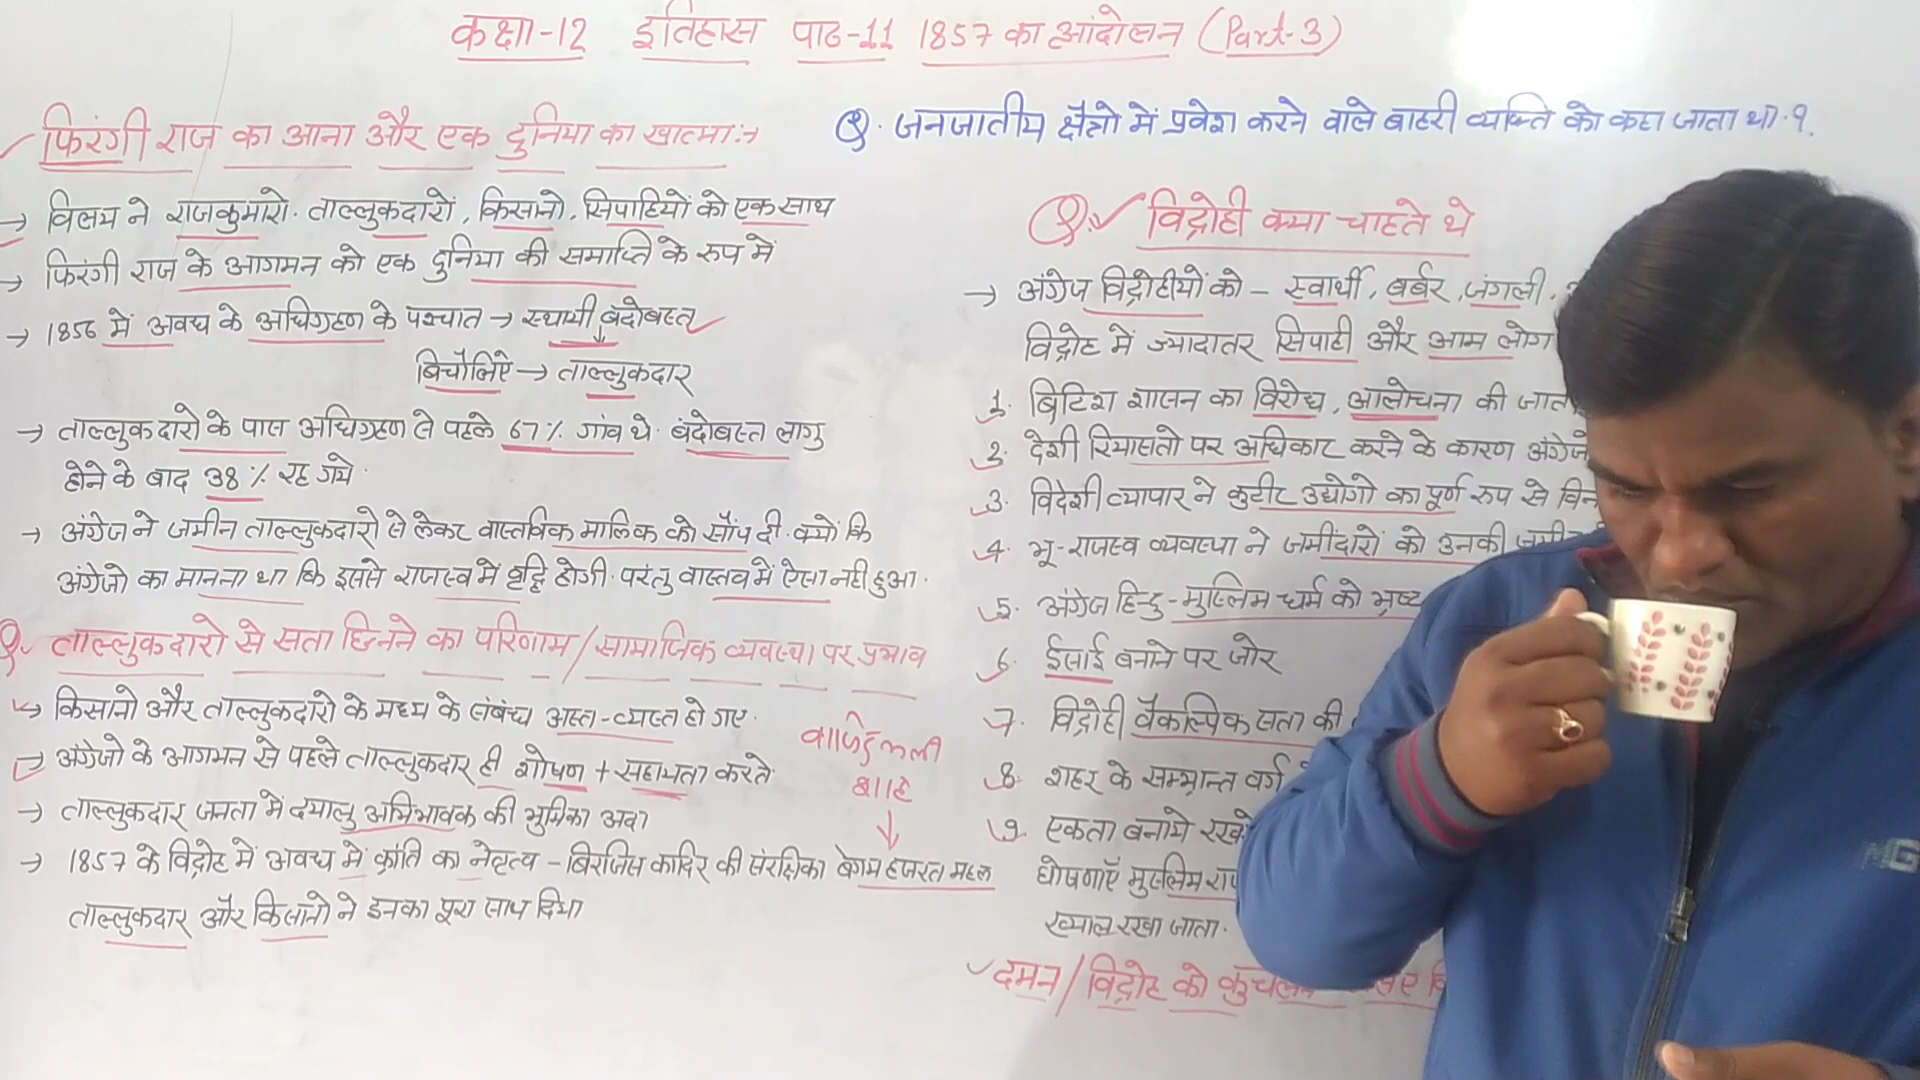 कक्षा-12 इतिहास पाठ-11 1857 का आंदोलन (Part-3)
फिरंगी राज का आना और एक दुनिया का खात्मा:→
→ विलय ने राजकुमारो. ताल्लुकदारो, किसानो, सिपाहियों को एक साथ
→ फिरंगी राज के आगमन को एक दुनिया की समाप्ति के रूप में
→ 1856 में अवध के अधिग्रहण के पश्चात → स्थायी बंदोबस्त
बिचौलिए → ताल्लुकदार
→ ताल्लुकदारो के पास अधिग्रहण से पहले 67% गांव थे. बंदोबस्त लागु
होने के बाद 38% रह गये.
→ अंग्रेज ने जमीन ताल्लुकदारो से लेकर वास्तविक मालिक को सौंप दी. क्यों कि
अंग्रेजो का मानना था कि इससे राजस्व में वृद्धि होगी. परंतु वास्तव में ऐसा नही हुआ.
Q. ताल्लुकदारो से सता छिनने का परिणाम/सामाजिक व्यवस्था पर प्रभाव
→ किसानो और ताल्लुकदारो के मध्य के संबंध अस्त-व्यस्त हो गए.
→ अंग्रेजो के आगमन से पहले ताल्लुकदार ही शोषण + सहायता करते
→ ताल्लुकदार जनता में दयालु अभिभावक की भुमिका अदा
→ 1857 के विद्रोह में अवध में क्रांति का नेतृत्व - बिरजिस कादिर की संरक्षिका बेगम हजरत महल
ताल्लुकदार और किसानो ने इनका पूरा साथ दिया
शाह
↓
Q. जनजातीय क्षेत्रो में प्रवेश करने वाले बाहरी व्यक्ति को कहा जाता था.?
Q. विद्रोही क्या चाहते थे
→ अंग्रेज विद्रोहीयों को - स्वार्थी, बर्बर, जंगली,
विद्रोह में ज्यादातर सिपाही और आम लोग
1. ब्रिटिश शासन का विरोध, आलोचना की
2. देशी रियासतो पर अधिकार करने के कारण
3. विदेशी व्यापार ने कुटीर उद्योगो का पूर्ण रूप से
4. भू-राजस्व व्यवस्था ने जमींदारों को उनकी
5. अंग्रेज हिन्दु-मुस्लिम धर्म को भ्रष्ट
6. ईसाई बनाने पर जोर
7. विद्रोही वैकल्पिक सता की
8. शहर के सम्भ्रान्त वर्ग
9. एकता बनाये
घोषणाएँ मुसलिम
ख्याल रखा जाता.
दमन/विद्रोह को
MG